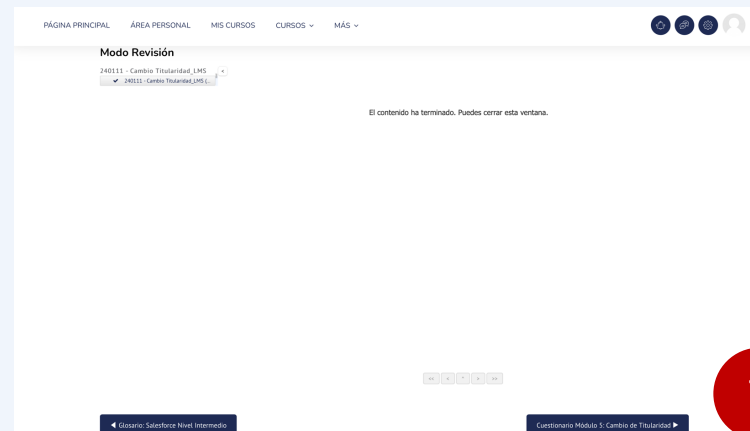 PÁGINA PRINCIPAL ÁREA PERSONAL MIS CURSOS CURSOS MÁS
Modo Revisión
240111 - Cambio Titularidad_LMS
240111 - Cambio Titularidad_LMS (...
El contenido ha terminado. Puedes cerrar esta ventana.
<< < ^ > >>
◀ Glosario: Salesforce Nivel Intermedio Cuestionario Módulo 5: Cambio de Titularidad ▶